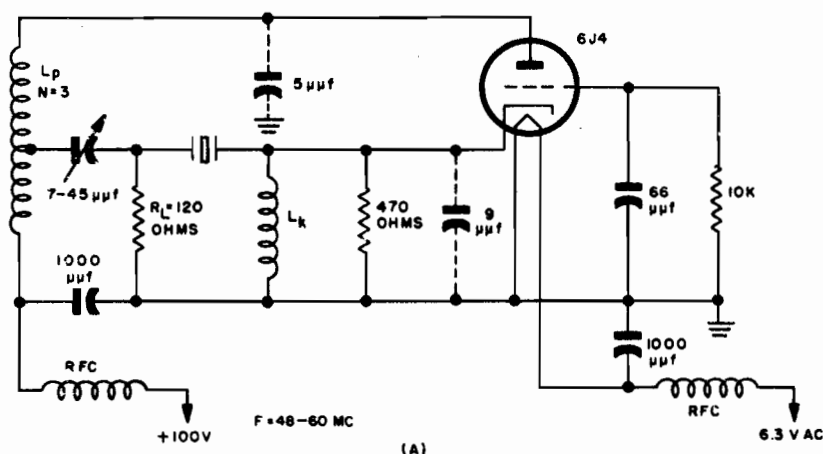 6J4
Lp
N=3
5 μμf
7-45 μμf
RL=120
OHMS
Lk
470
OHMS
9
μμf
66
μμf
10K
1000
μμf
1000
μμf
RFC
+100V
F=48-60 MC
RFC
6.3 V AC
(A)